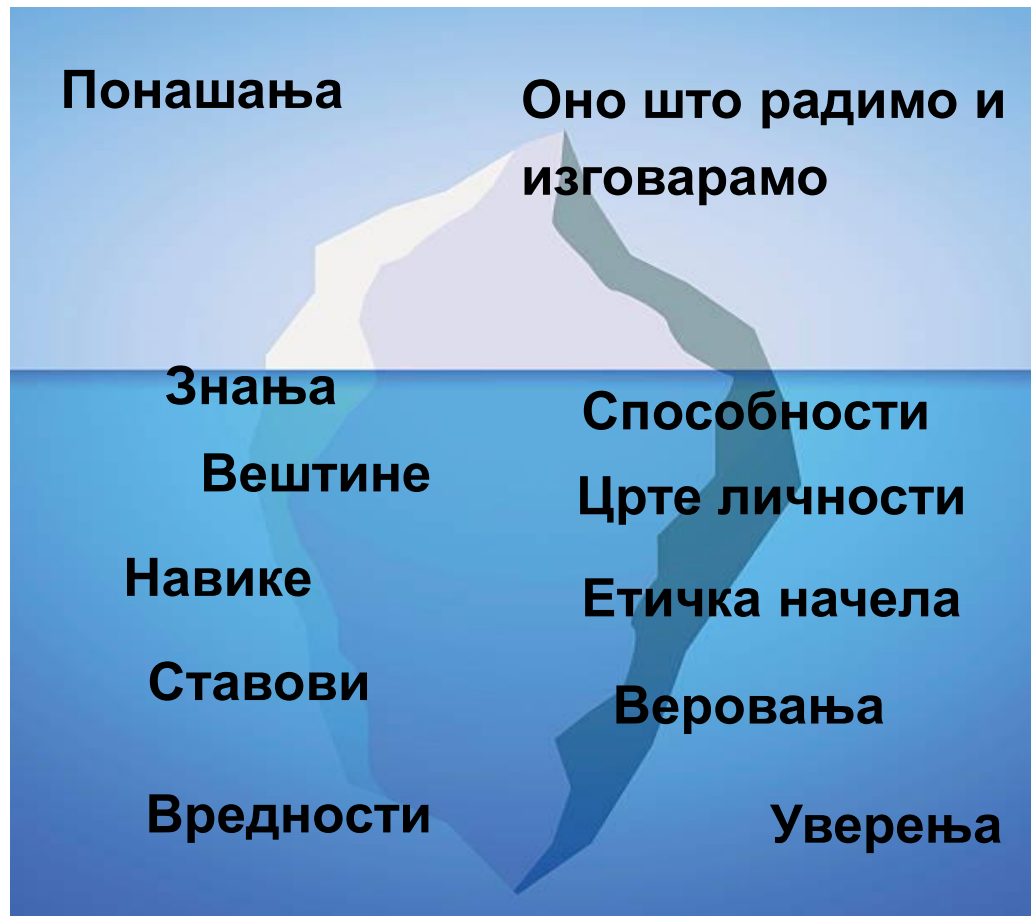 Понашања
Оно што радимо и
изговарамо
Знања
Способности
Вештине
Црте личности
Навике
Етичка начела
Ставови
Веровања
Вредности
Уверења